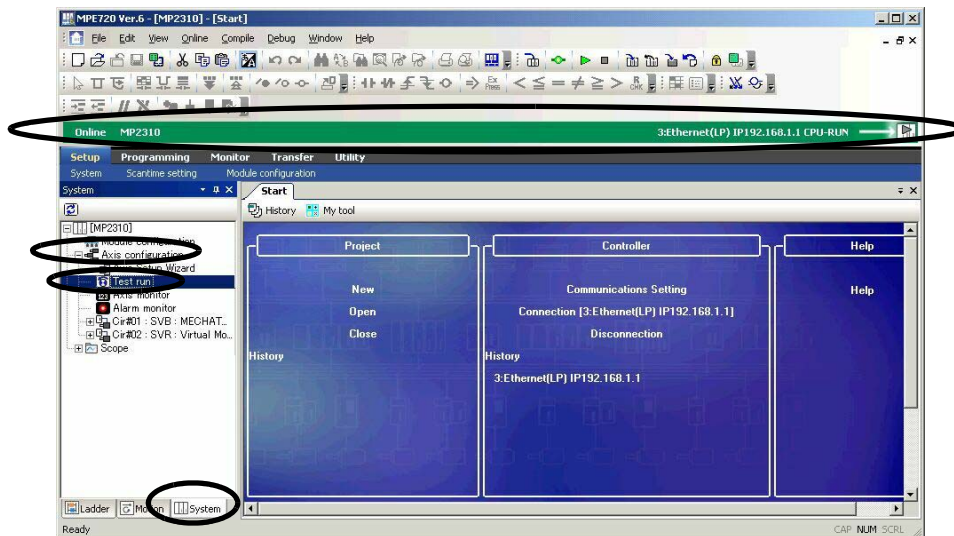 MPE720 Ver.6 - [MP2310] - [Start]
File Edit View Online Compile Debug Window Help
Online MP2310 3:Ethernet(LP) IP192.168.1.1 CPU-RUN
Setup Programming Monitor Transfer Utility
System Scantime setting Module configuration
System
Start
History My tool
[MP2310]
Module configuration
Axis configuration
Axis Setup Wizard
Test run
Axis monitor
Alarm monitor
Cir#01 : SVB : MECHAT...
Cir#02 : SVR : Virtual Mo...
Scope
Project
New
Open
Close
History
Controller
Communications Setting
Connection [3:Ethernet(LP) IP192.168.1.1]
Disconnection
History
3:Ethernet(LP) IP192.168.1.1
Help
Help
Ladder Motion System
Ready CAP NUM SCRL